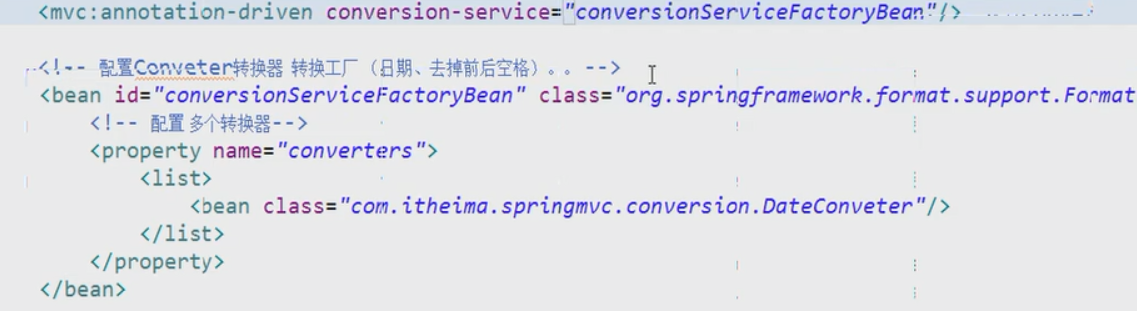 <mvc:annotation-driven conversion-service="conversionServiceFactoryBean"/>
<!-- 配置Conveter转换器 转换工厂 (日期、去掉前后空格)。。 -->
<bean id="conversionServiceFactoryBean" class="org.springframework.format.support.Format
<!-- 配置 多个转换器-->
<property name="converters">
<list>
<bean class="com.itheima.springmvc.conversion.DateConveter"/>
</list>
</property>
</bean>